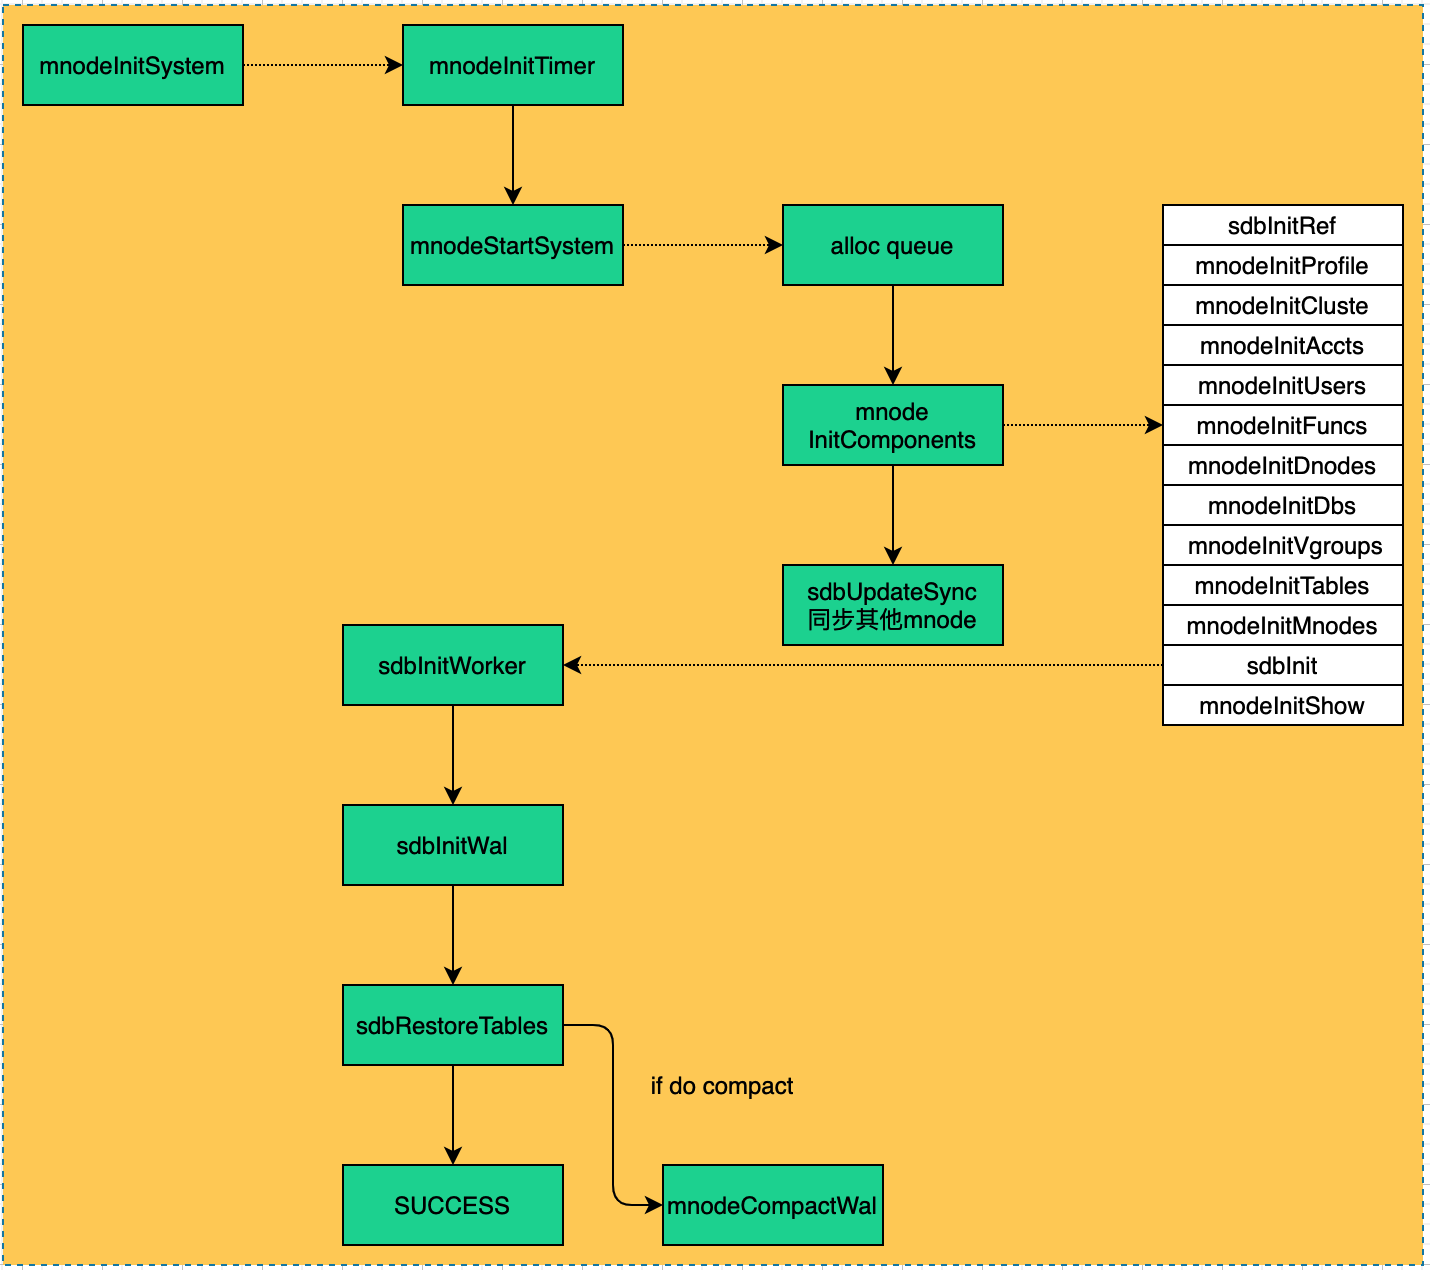 mnodeInitSystem
mnodeInitTimer
mnodeStartSystem
alloc queue
mnode
InitComponents
sdbUpdateSync
同步其他mnode
sdbInitRef
mnodeInitProfile
mnodeInitCluste
mnodeInitAccts
mnodeInitUsers
mnodeInitFuncs
mnodeInitDnodes
mnodeInitDbs
mnodeInitVgroups
mnodeInitTables
mnodeInitMnodes
sdbInit
mnodeInitShow
sdbInitWorker
sdbInitWal
sdbRestoreTables
if do compact
SUCCESS
mnodeCompactWal